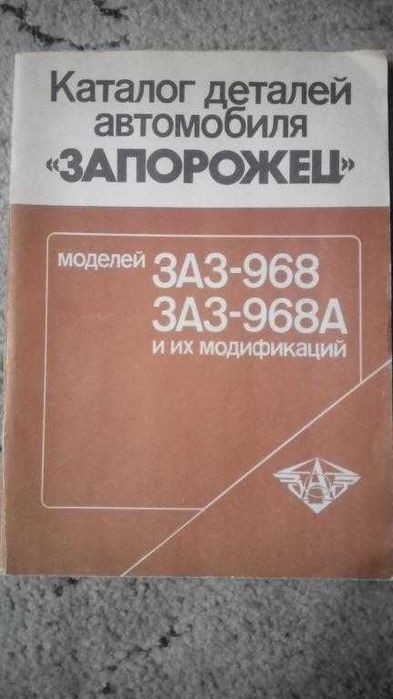 Каталог деталей
автомобиля
«ЗАПОРОЖЕЦ»
моделей ЗАЗ-968
ЗАЗ-968А
и их модификаций